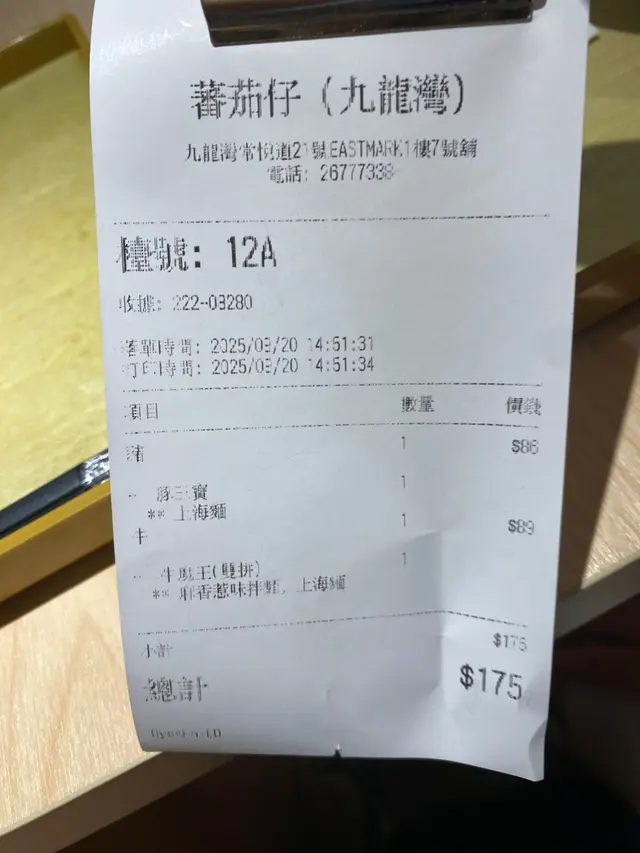 蕃茄仔 (九龍灣)
九龍灣常悅道21號EASTMARK1樓7號舖
電話: 26777338
檯號: 12A
收據: 222-03280
落單時間: 2025/03/20 14:51:31
打印時間: 2025/03/20 14:51:34
項目 數量 價錢
豬 1 $86
豚三寶 1
** 上海麵
牛 1 $89
牛魔王(雙拼) 1
** 麻香惹味拌麵, 上海麵
小計 $175
總計 $175